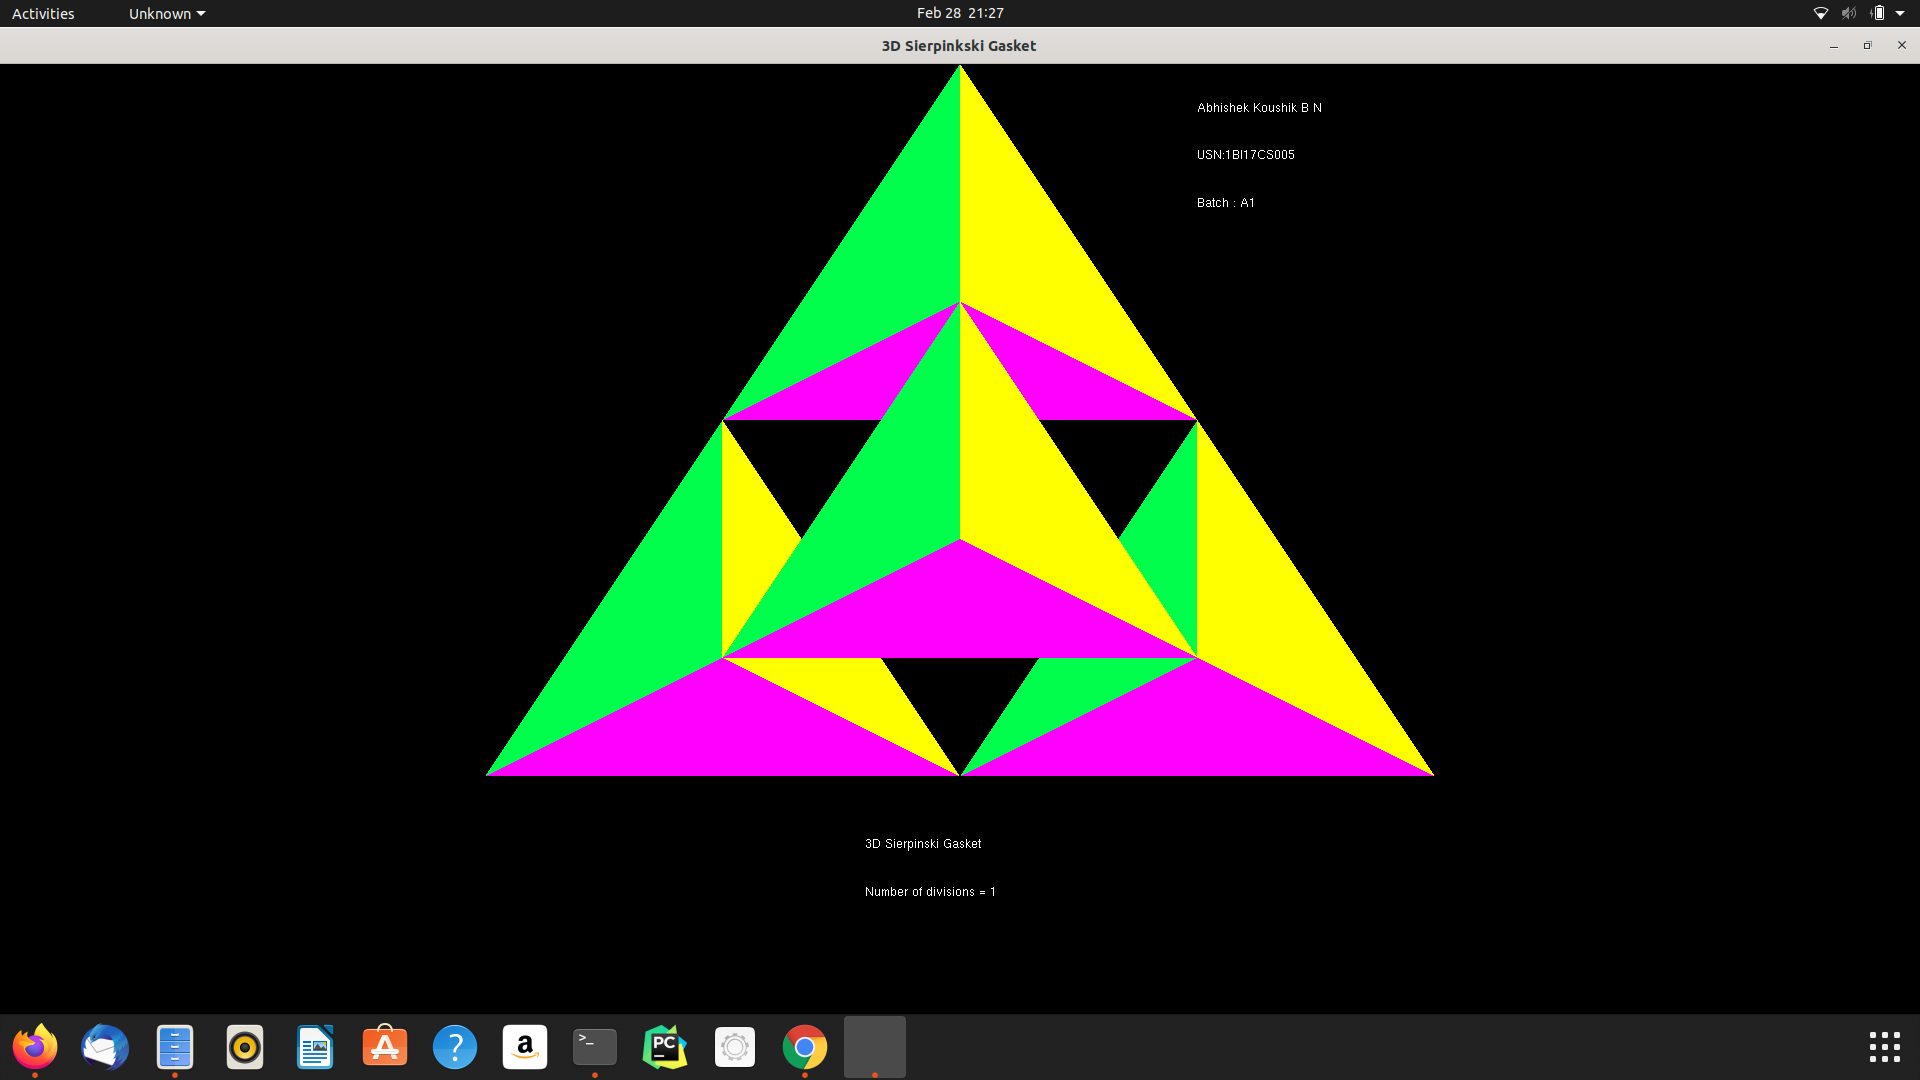 Activities
Unknown
Feb 28 21:27
3D Sierpinkski Gasket
Abhishek Koushik B N
USN:1BI17CS005
Batch : A1
3D Sierpinski Gasket
Number of divisions = 1
?
a
>_
PC